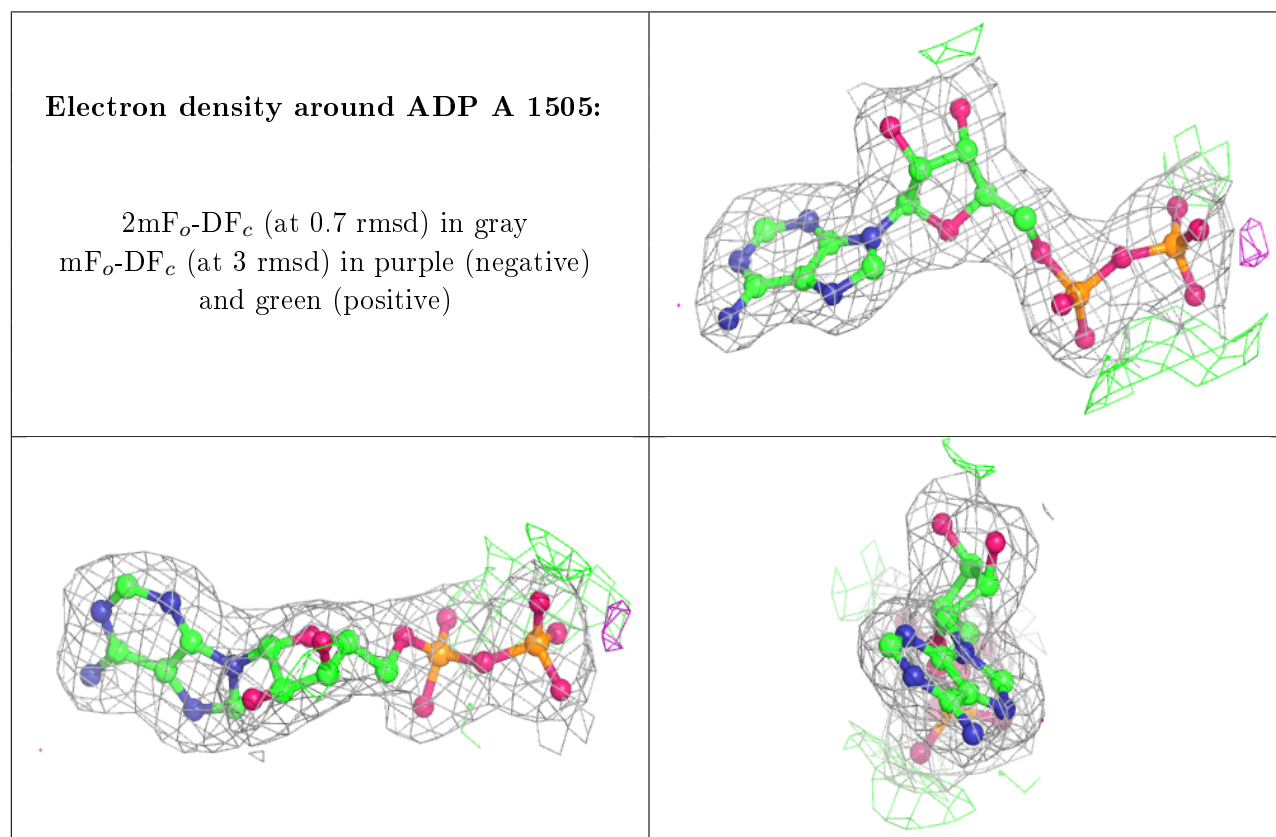 Electron density around ADP A 1505:
2mFₒ-DF𝒸 (at 0.7 rmsd) in gray
mFₒ-DF𝒸 (at 3 rmsd) in purple (negative)
and green (positive)